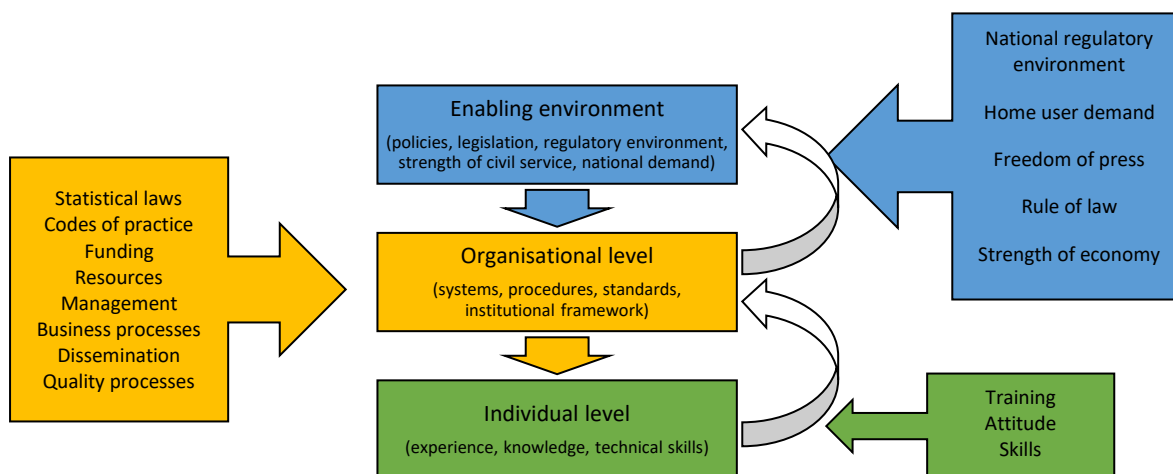 Statistical laws
Codes of practice
Funding
Resources
Management
Business processes
Dissemination
Quality processes
Enabling environment
(policies, legislation, regulatory environment,
strength of civil service, national demand)
Organisational level
(systems, procedures, standards,
institutional framework)
Individual level
(experience, knowledge, technical skills)
National regulatory
environment
Home user demand
Freedom of press
Rule of law
Strength of economy
Training
Attitude
Skills